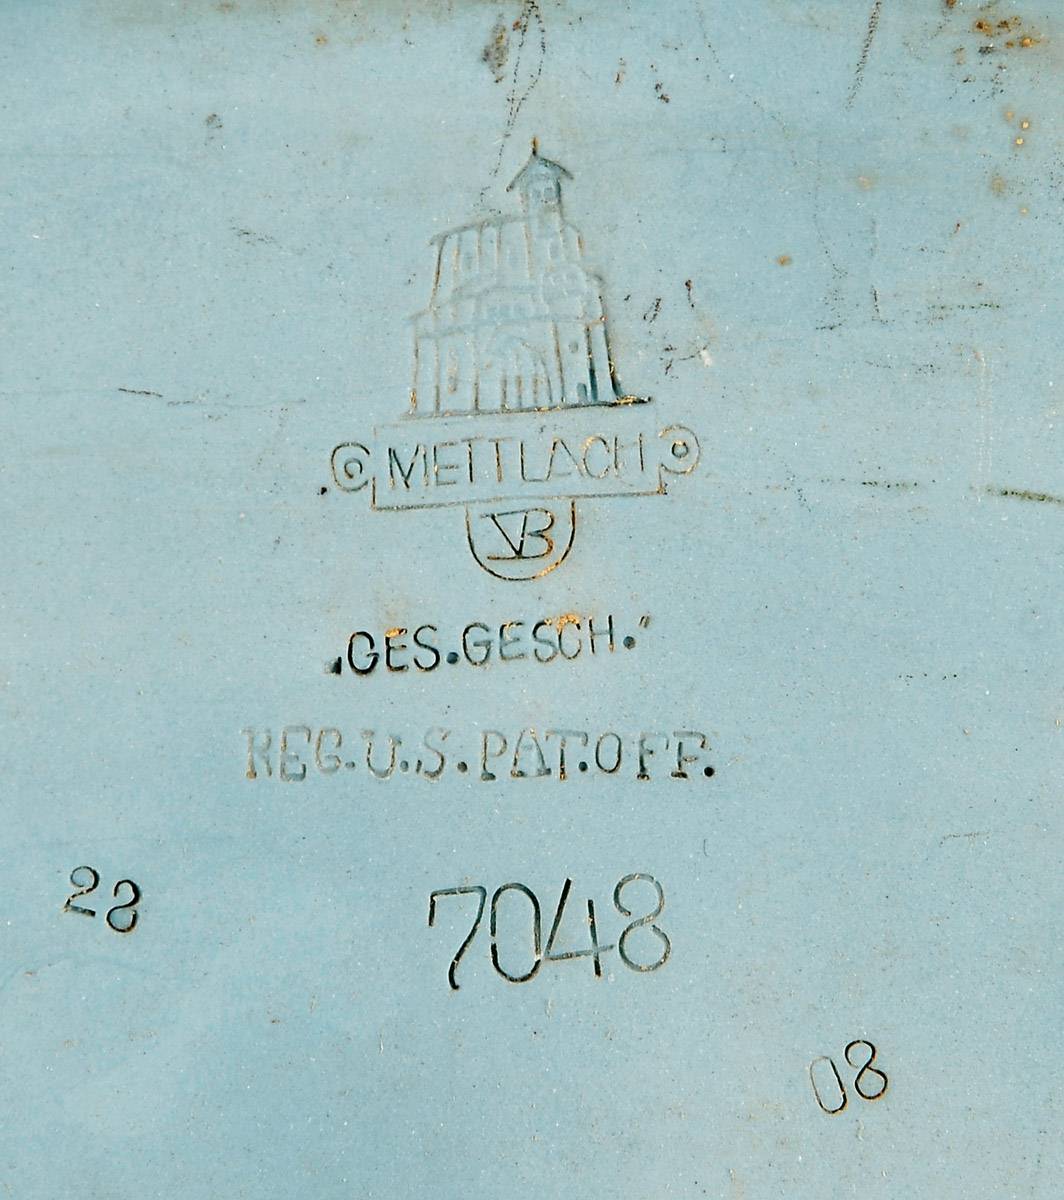 METTLACH
VB
„GES.GESCH.“
REG.U.S.PAT.OFF.
28
7048
08